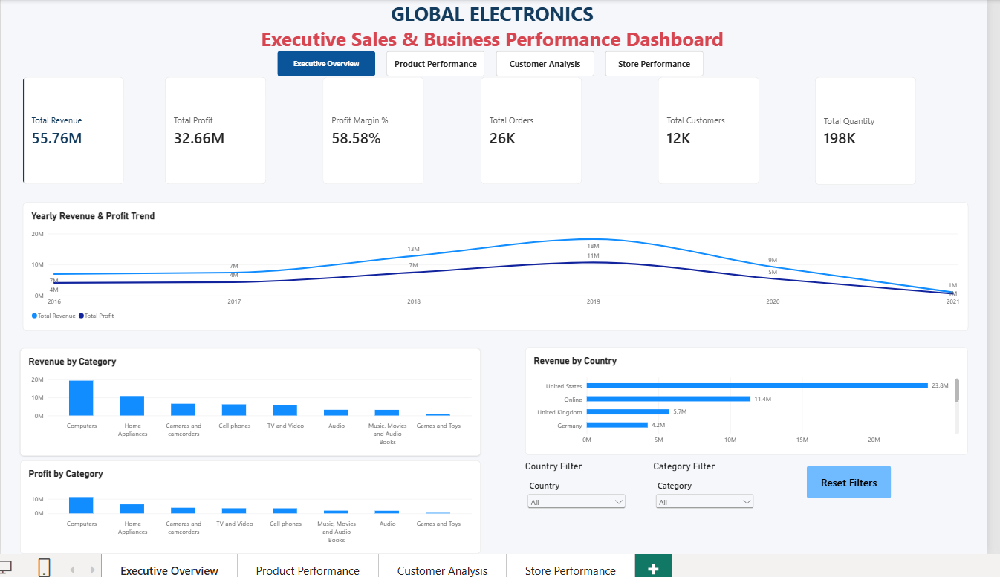 GLOBAL ELECTRONICS
Executive Sales & Business Performance Dashboard
Executive Overview
Product Performance
Customer Analysis
Store Performance
Total Revenue
55.76M
Total Profit
32.66M
Profit Margin %
58.58%
Total Orders
26K
Total Customers
12K
Total Quantity
198K
Yearly Revenue & Profit Trend
20M
10M
0M
7M
4M
7M
4M
13M
7M
18M
11M
9M
5M
1M
2016
2017
2018
2019
2020
2021
Total Revenue
Total Profit
Revenue by Category
20M
10M
0M
Computers
Home
Appliances
Cameras and
camcorders
Cell phones
TV and Video
Audio
Music, Movies
and Audio
Books
Games and Toys
Revenue by Country
United States
23.8M
Online
11.4M
United Kingdom
5.7M
Germany
4.2M
0M
5M
10M
15M
20M
Profit by Category
10M
0M
Computers
Home
Appliances
Cameras and
camcorders
TV and Video
Cell phones
Music, Movies
and Audio
Books
Audio
Games and Toys
Country Filter
Country
All
Category Filter
Category
All
Reset Filters
Executive Overview
Product Performance
Customer Analysis
Store Performance